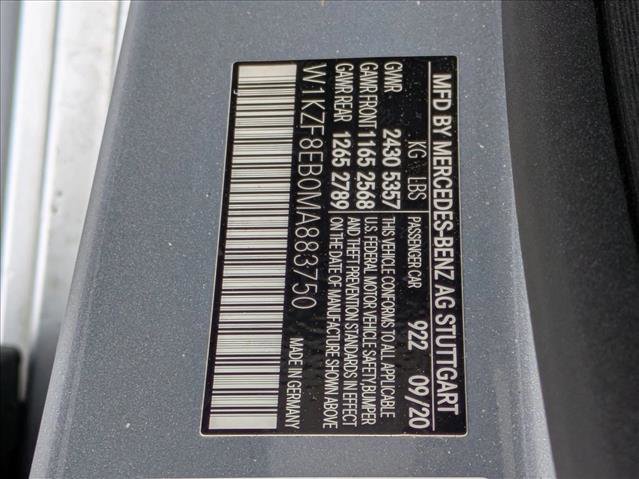 MFD BY MERCEDES-BENZ AG STUTTGART
KG LBS PASSENGER CAR 922 09/20
GVWR 2430 5357 THIS VEHICLE CONFORMS TO ALL APPLICABLE
GAWR FRONT 1165 2568 U.S. FEDERAL MOTOR VEHICLE SAFETY, BUMPER
GAWR REAR 1265 2789 AND THEFT PREVENTION STANDARDS IN EFFECT
ON THE DATE OF MANUFACTURE SHOWN ABOVE
W1KZF8EB0MA883750 MADE IN GERMANY